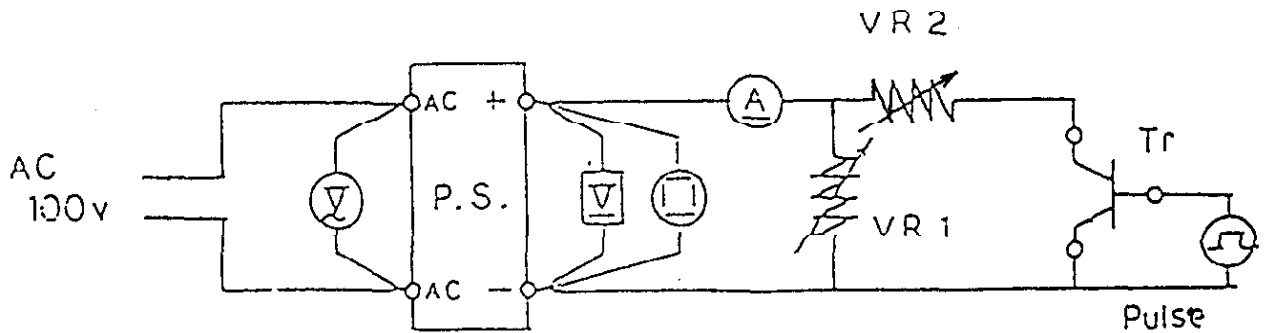 VR 2
AC +
A
Tr
AC
100v
V
P.S.
V
VR 1
AC −
Pulse